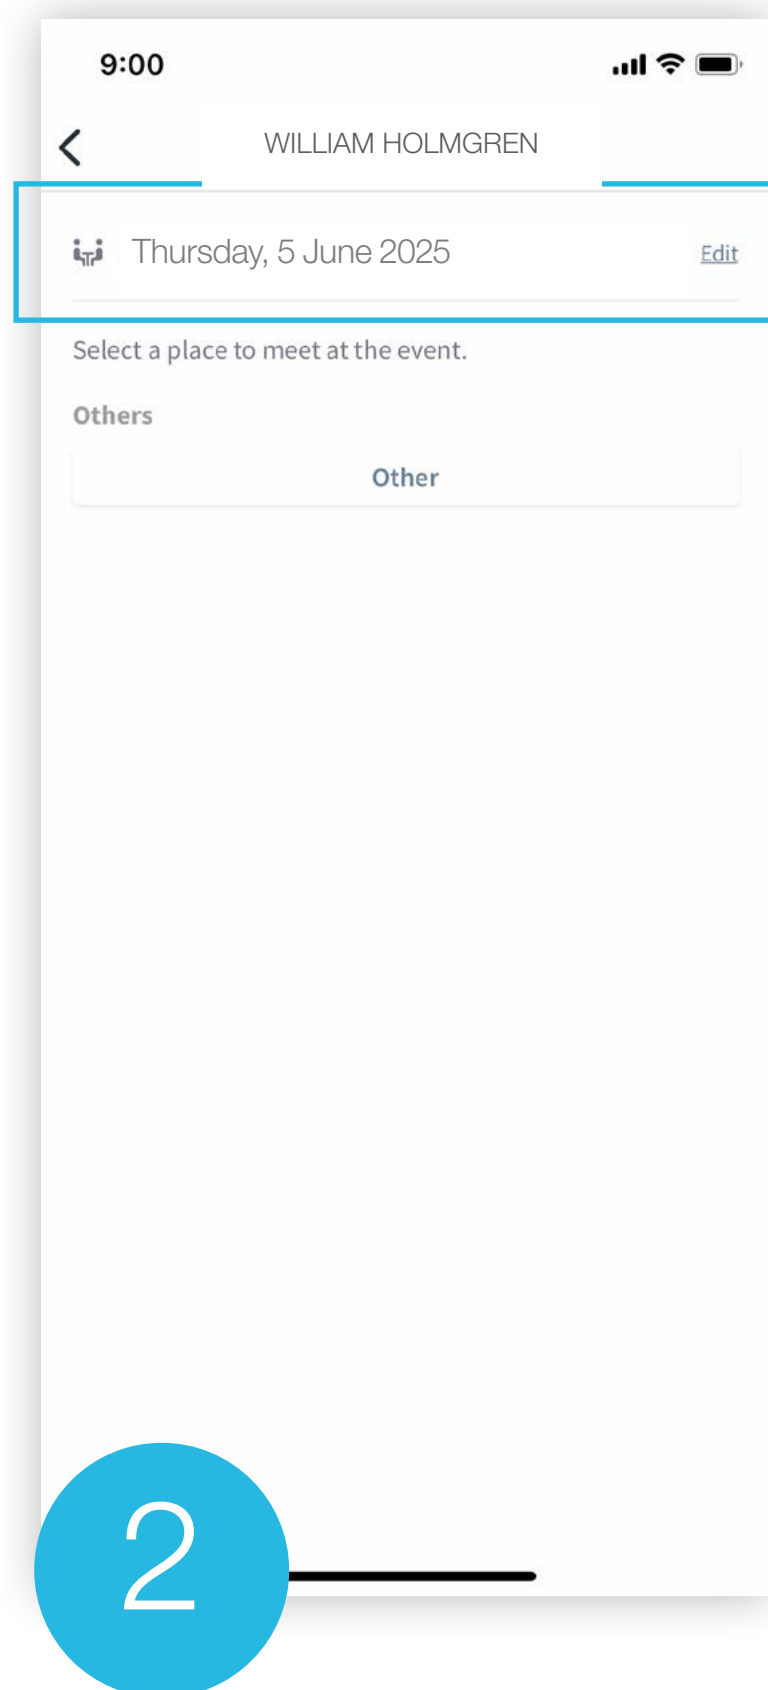 9:00
WILLIAM HOLMGREN
Thursday, 5 June 2025 Edit
Select a place to meet at the event.
Others
Other
2